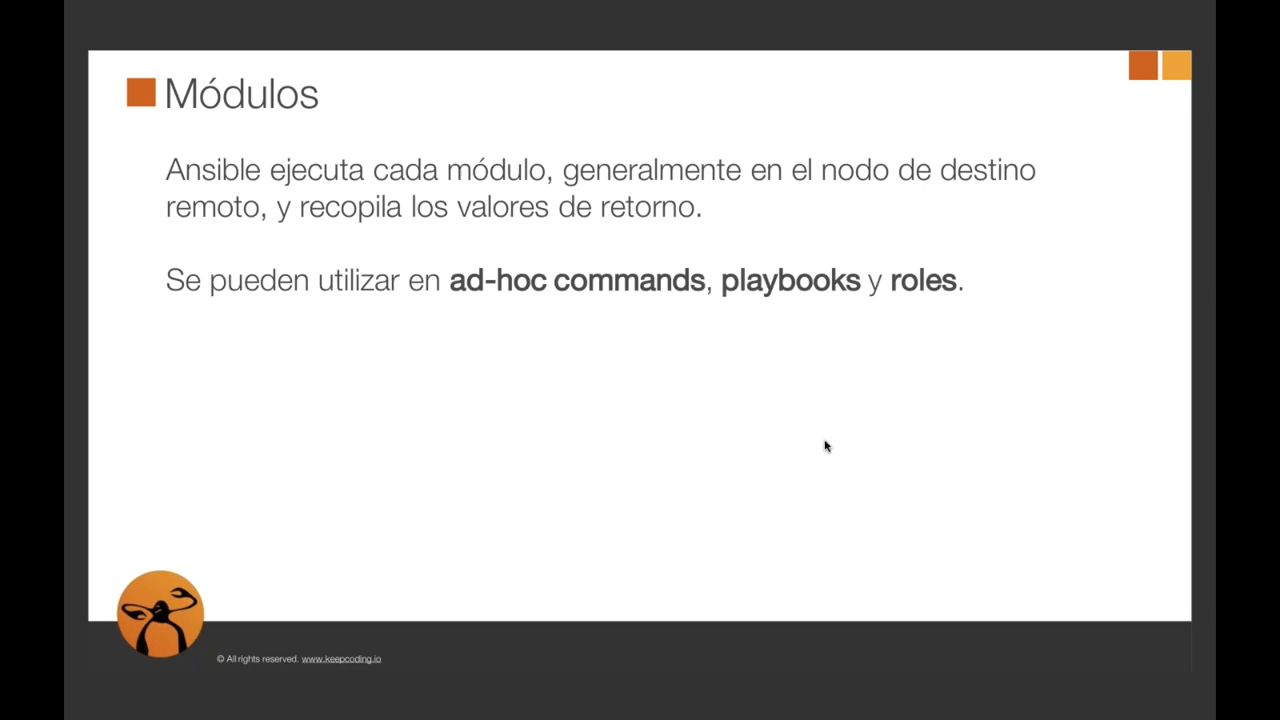 Módulos
Ansible ejecuta cada módulo, generalmente en el nodo de destino
remoto, y recopila los valores de retorno.
Se pueden utilizar en ad-hoc commands, playbooks y roles.
© All rights reserved. www.keepcoding.io